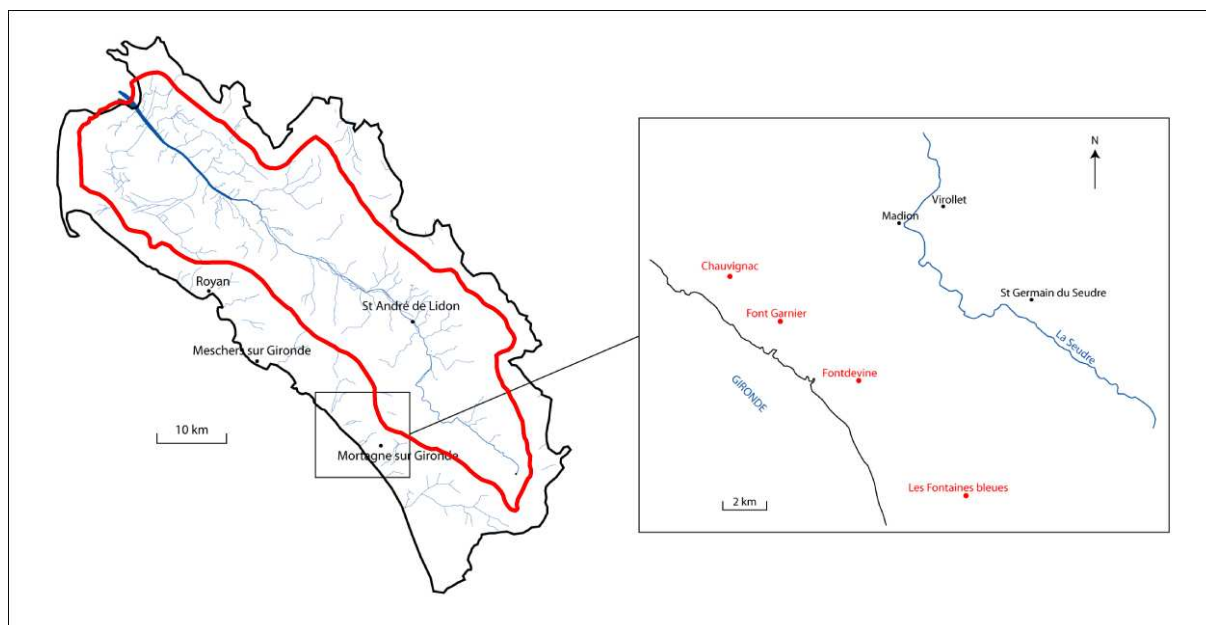 Royan
St André de Lidon
Meschers sur Gironde
10 km
Mortagne sur Gironde
N
Virollet
Madion
Chauvignac
St Germain du Seudre
Font Garnier
La Seudre
Fontdevine
GIRONDE
Les Fontaines bleues
2 km